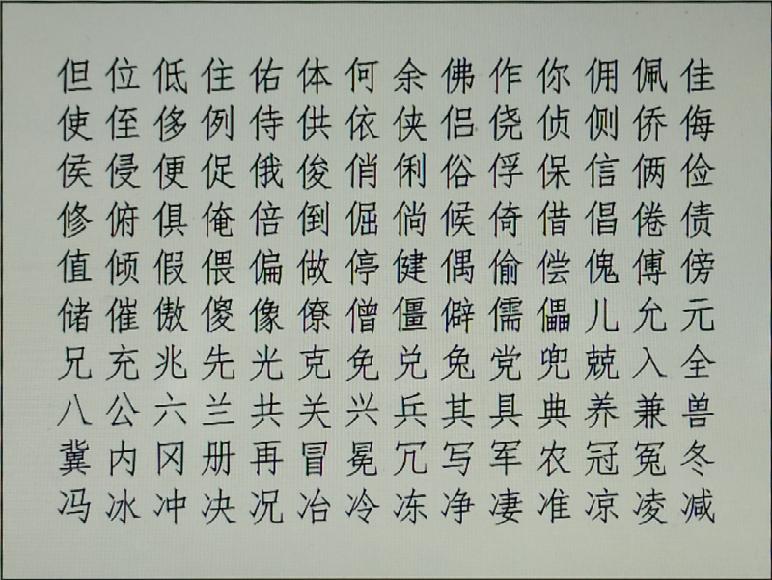 但位低住佑体何余佛作你佣佩佳
使侄侈例侍供依侠侣侥侦侧侨侮
侯侵便促俄俊俏俐俗俘保信俩俭
修俯俱俺倍倒倔倘候倚借倡倦债
值倾假偎偏做停健偶偷偿傀傅傍
储催傲傻像僚僧僵僻儒儡儿允元
兄充兆先光克免兑兔党兜兢入全
八公六兰共关兴兵其具典养兼兽
冀内冈册再冒冕冗写军农冠冤冬
冯冰冲决况冶冷冻净凄准凉凌减